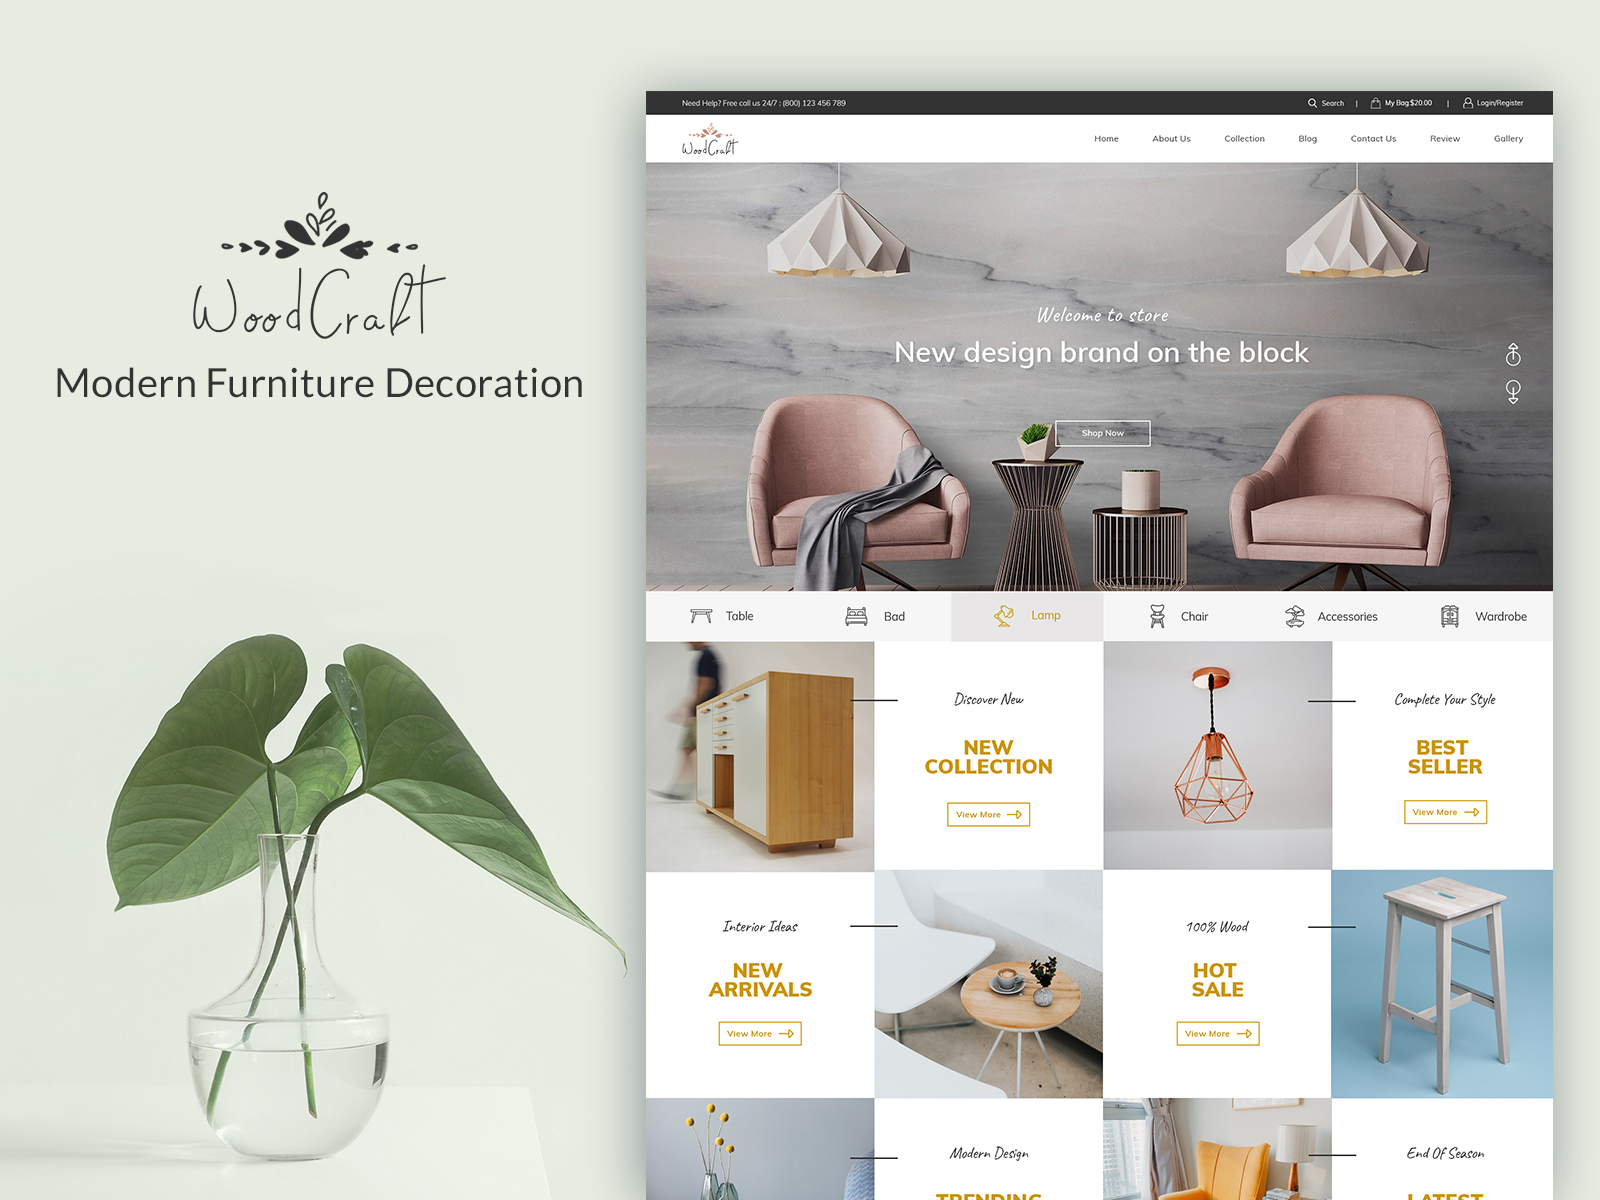 WoodCraft
Modern Furniture Decoration
Need Help? Free call us 24/7 : (800) 123 456 789
Search | My Bag $20.00 | Login/Register
WoodCraft
Home About Us Collection Blog Contact Us Review Gallery
Welcome to store
New design brand on the block
Shop Now
Table Bad Lamp Chair Accessories Wardrobe
Discover New
NEW
COLLECTION
View More
Complete Your Style
BEST
SELLER
View More
Interior Ideas
NEW
ARRIVALS
View More
100% Wood
HOT
SALE
View More
Modern Design
TRENDING
End Of Season
LATEST